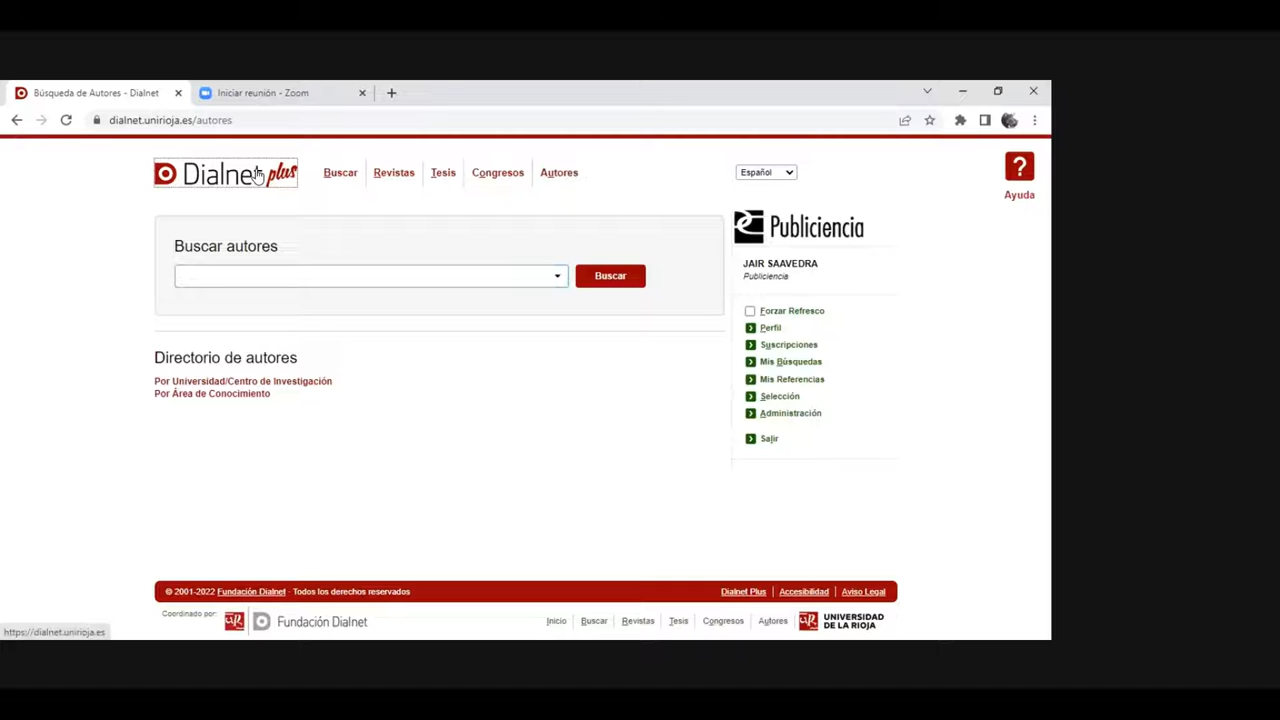 Búsqueda de Autores - Dialnet
Iniciar reunión - Zoom
dialnet.unirioja.es/autores
Dialnet plus
Buscar
Revistas
Tesis
Congresos
Autores
Español
?
Ayuda
Publiciencia
Buscar autores
Buscar
JAIR SAAVEDRA
Publiciencia
Forzar Refresco
Perfil
Suscripciones
Mis Búsquedas
Mis Referencias
Selección
Administración
Salir
Directorio de autores
Por Universidad/Centro de Investigación
Por Área de Conocimiento
© 2001-2022 Fundación Dialnet · Todos los derechos reservados
Dialnet Plus
Accesibilidad
Aviso Legal
Coordinado por:
Fundación Dialnet
Inicio
Buscar
Revistas
Tesis
Congresos
Autores
UNIVERSIDAD
DE LA RIOJA
https://dialnet.unirioja.es